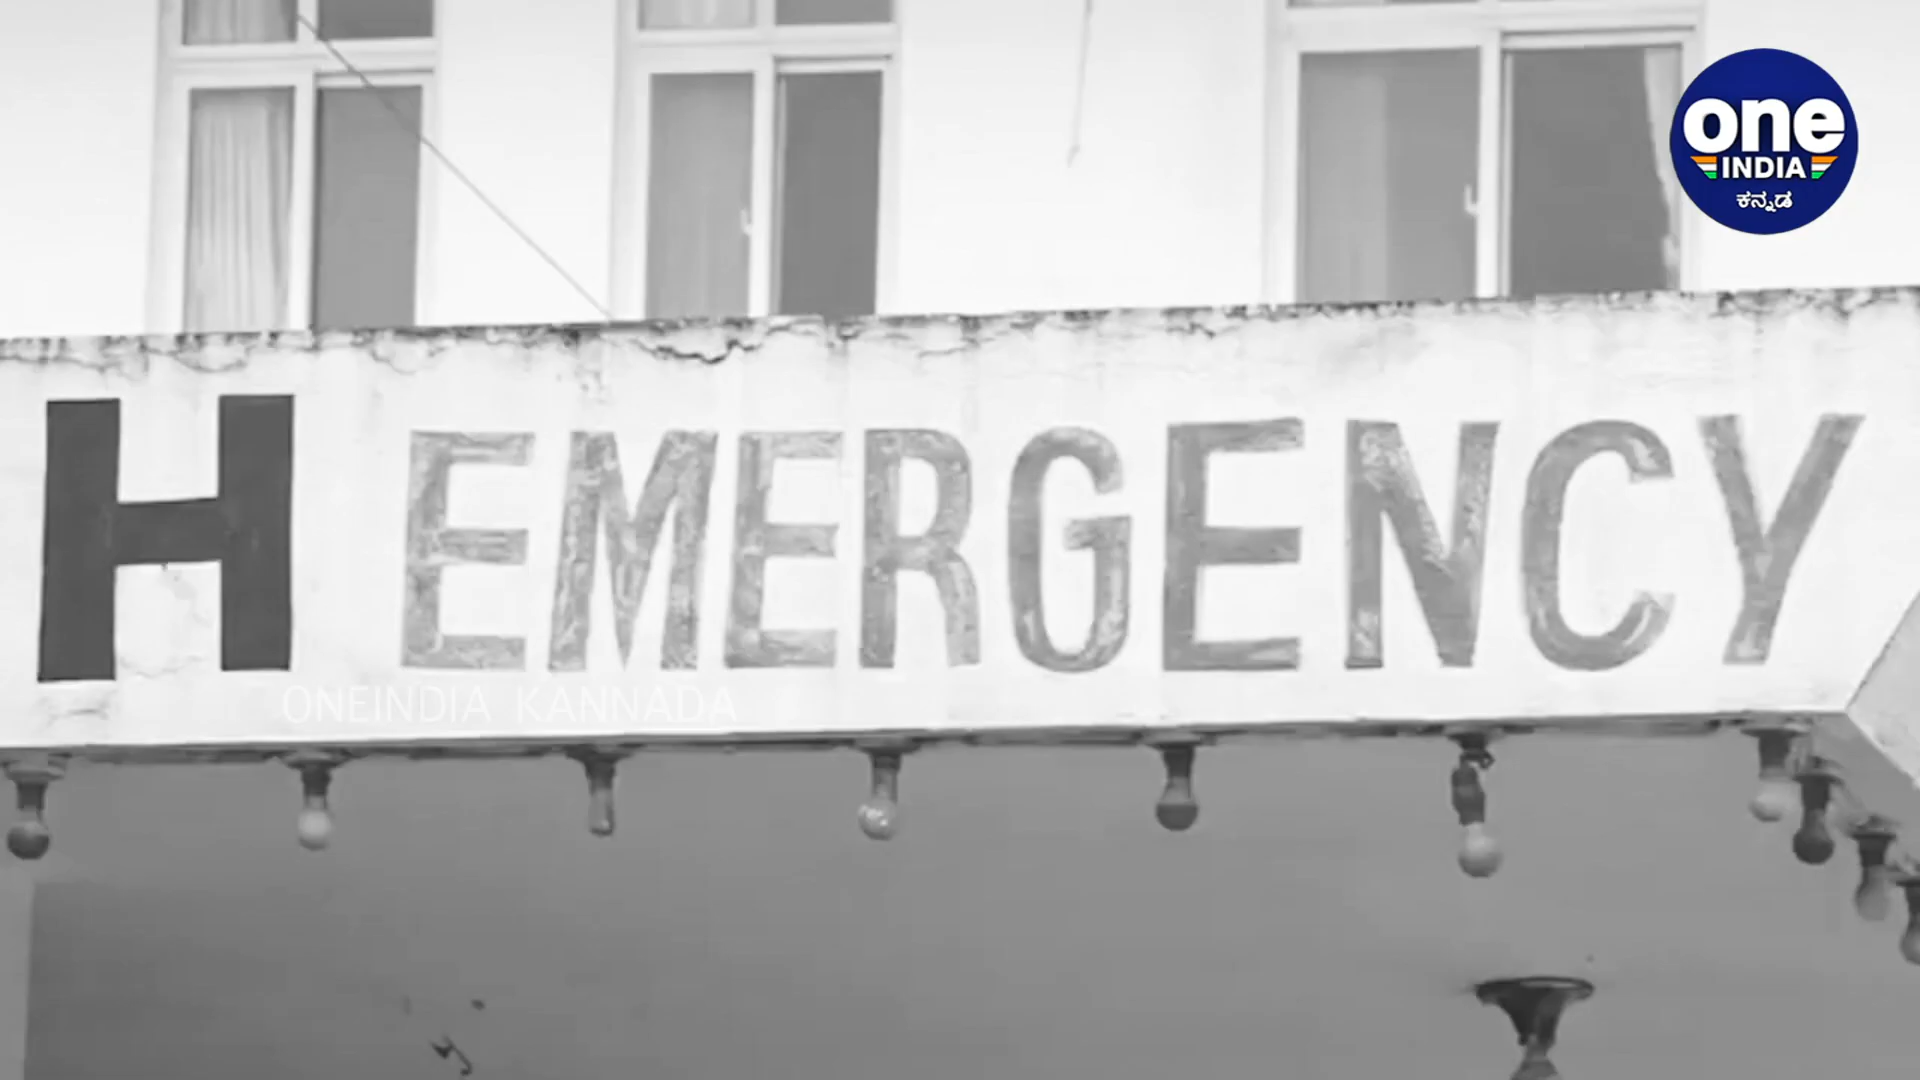 one
INDIA
ಕನ್ನಡ
H EMERGENCY
ONEINDIA KANNADA